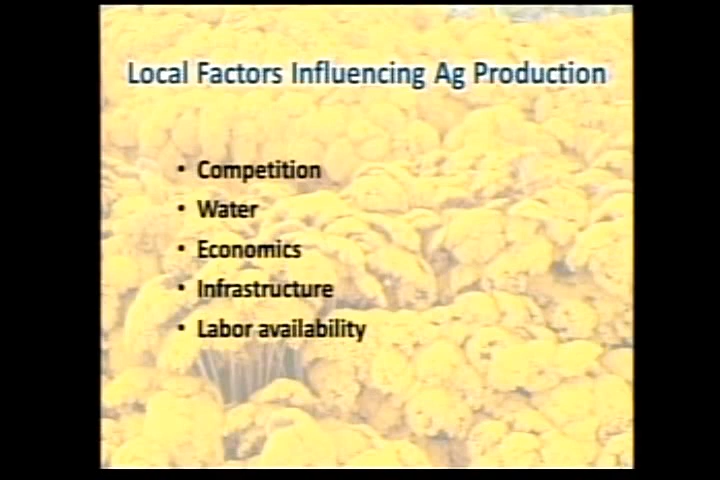 Local Factors Influencing Ag Production
• Competition
• Water
• Economics
• Infrastructure
• Labor availability